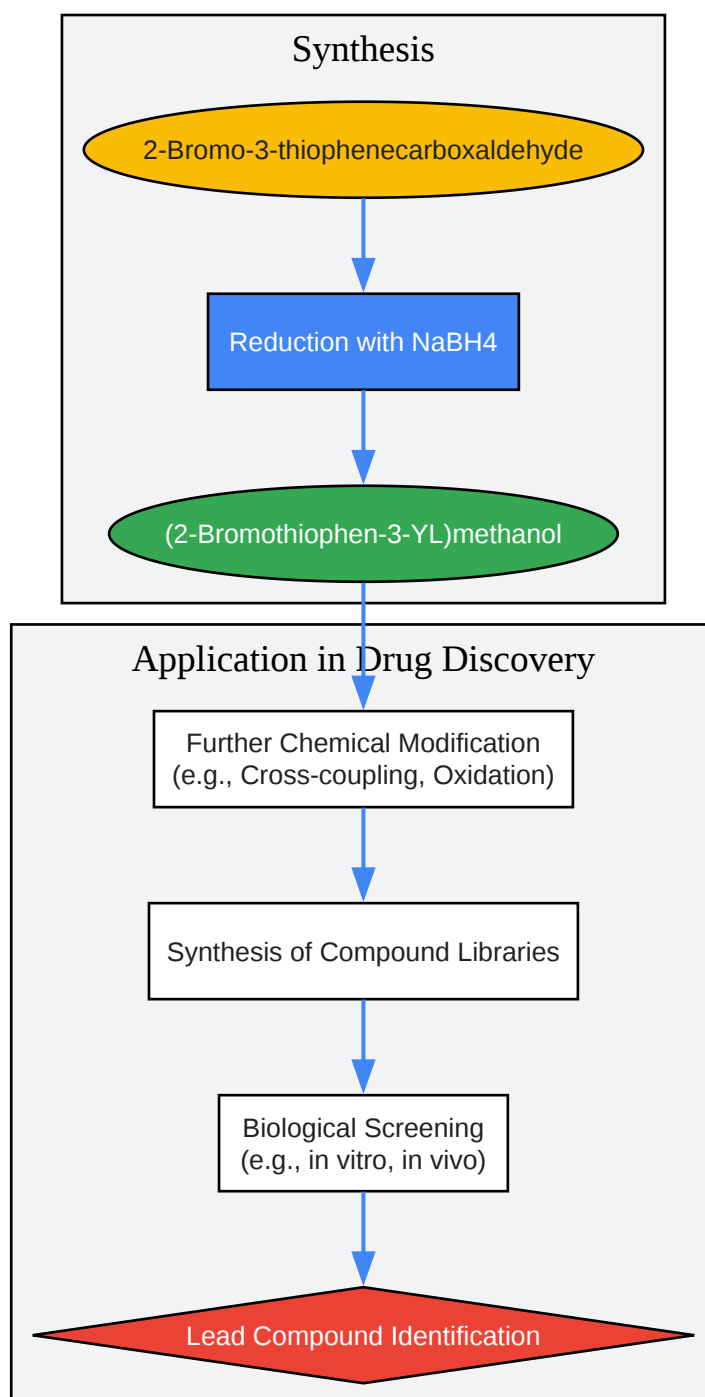 Synthesis
2-Bromo-3-thiophenecarboxaldehyde
Reduction with NaBH4
(2-Bromothiophen-3-YL)methanol
Application in Drug Discovery
Further Chemical Modification
(e.g., Cross-coupling, Oxidation)
Synthesis of Compound Libraries
Biological Screening
(e.g., in vitro, in vivo)
Lead Compound Identification